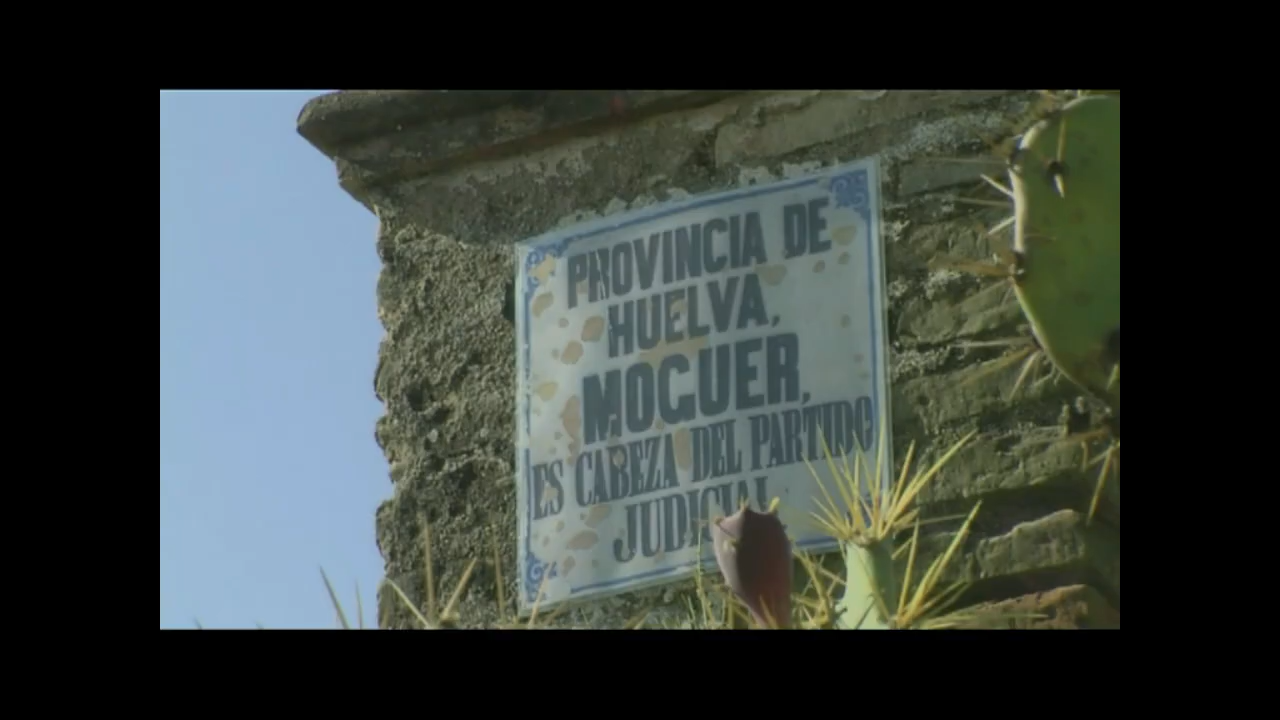 PROVINCIA DE
HUELVA,
MOGUER,
ES CABEZA DEL PARTIDO
JUDICIAL.